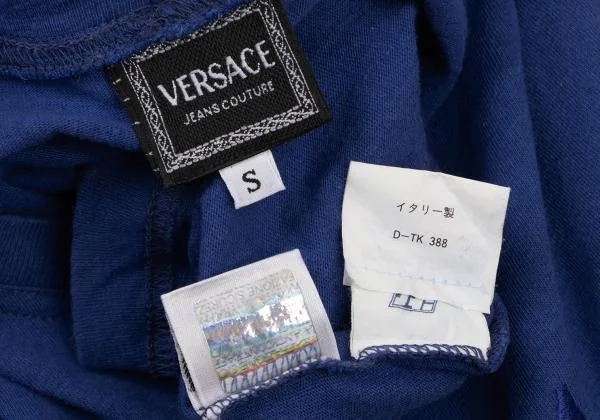 VERSACE
JEANS COUTURE
S
イタリー製
D-TK 388